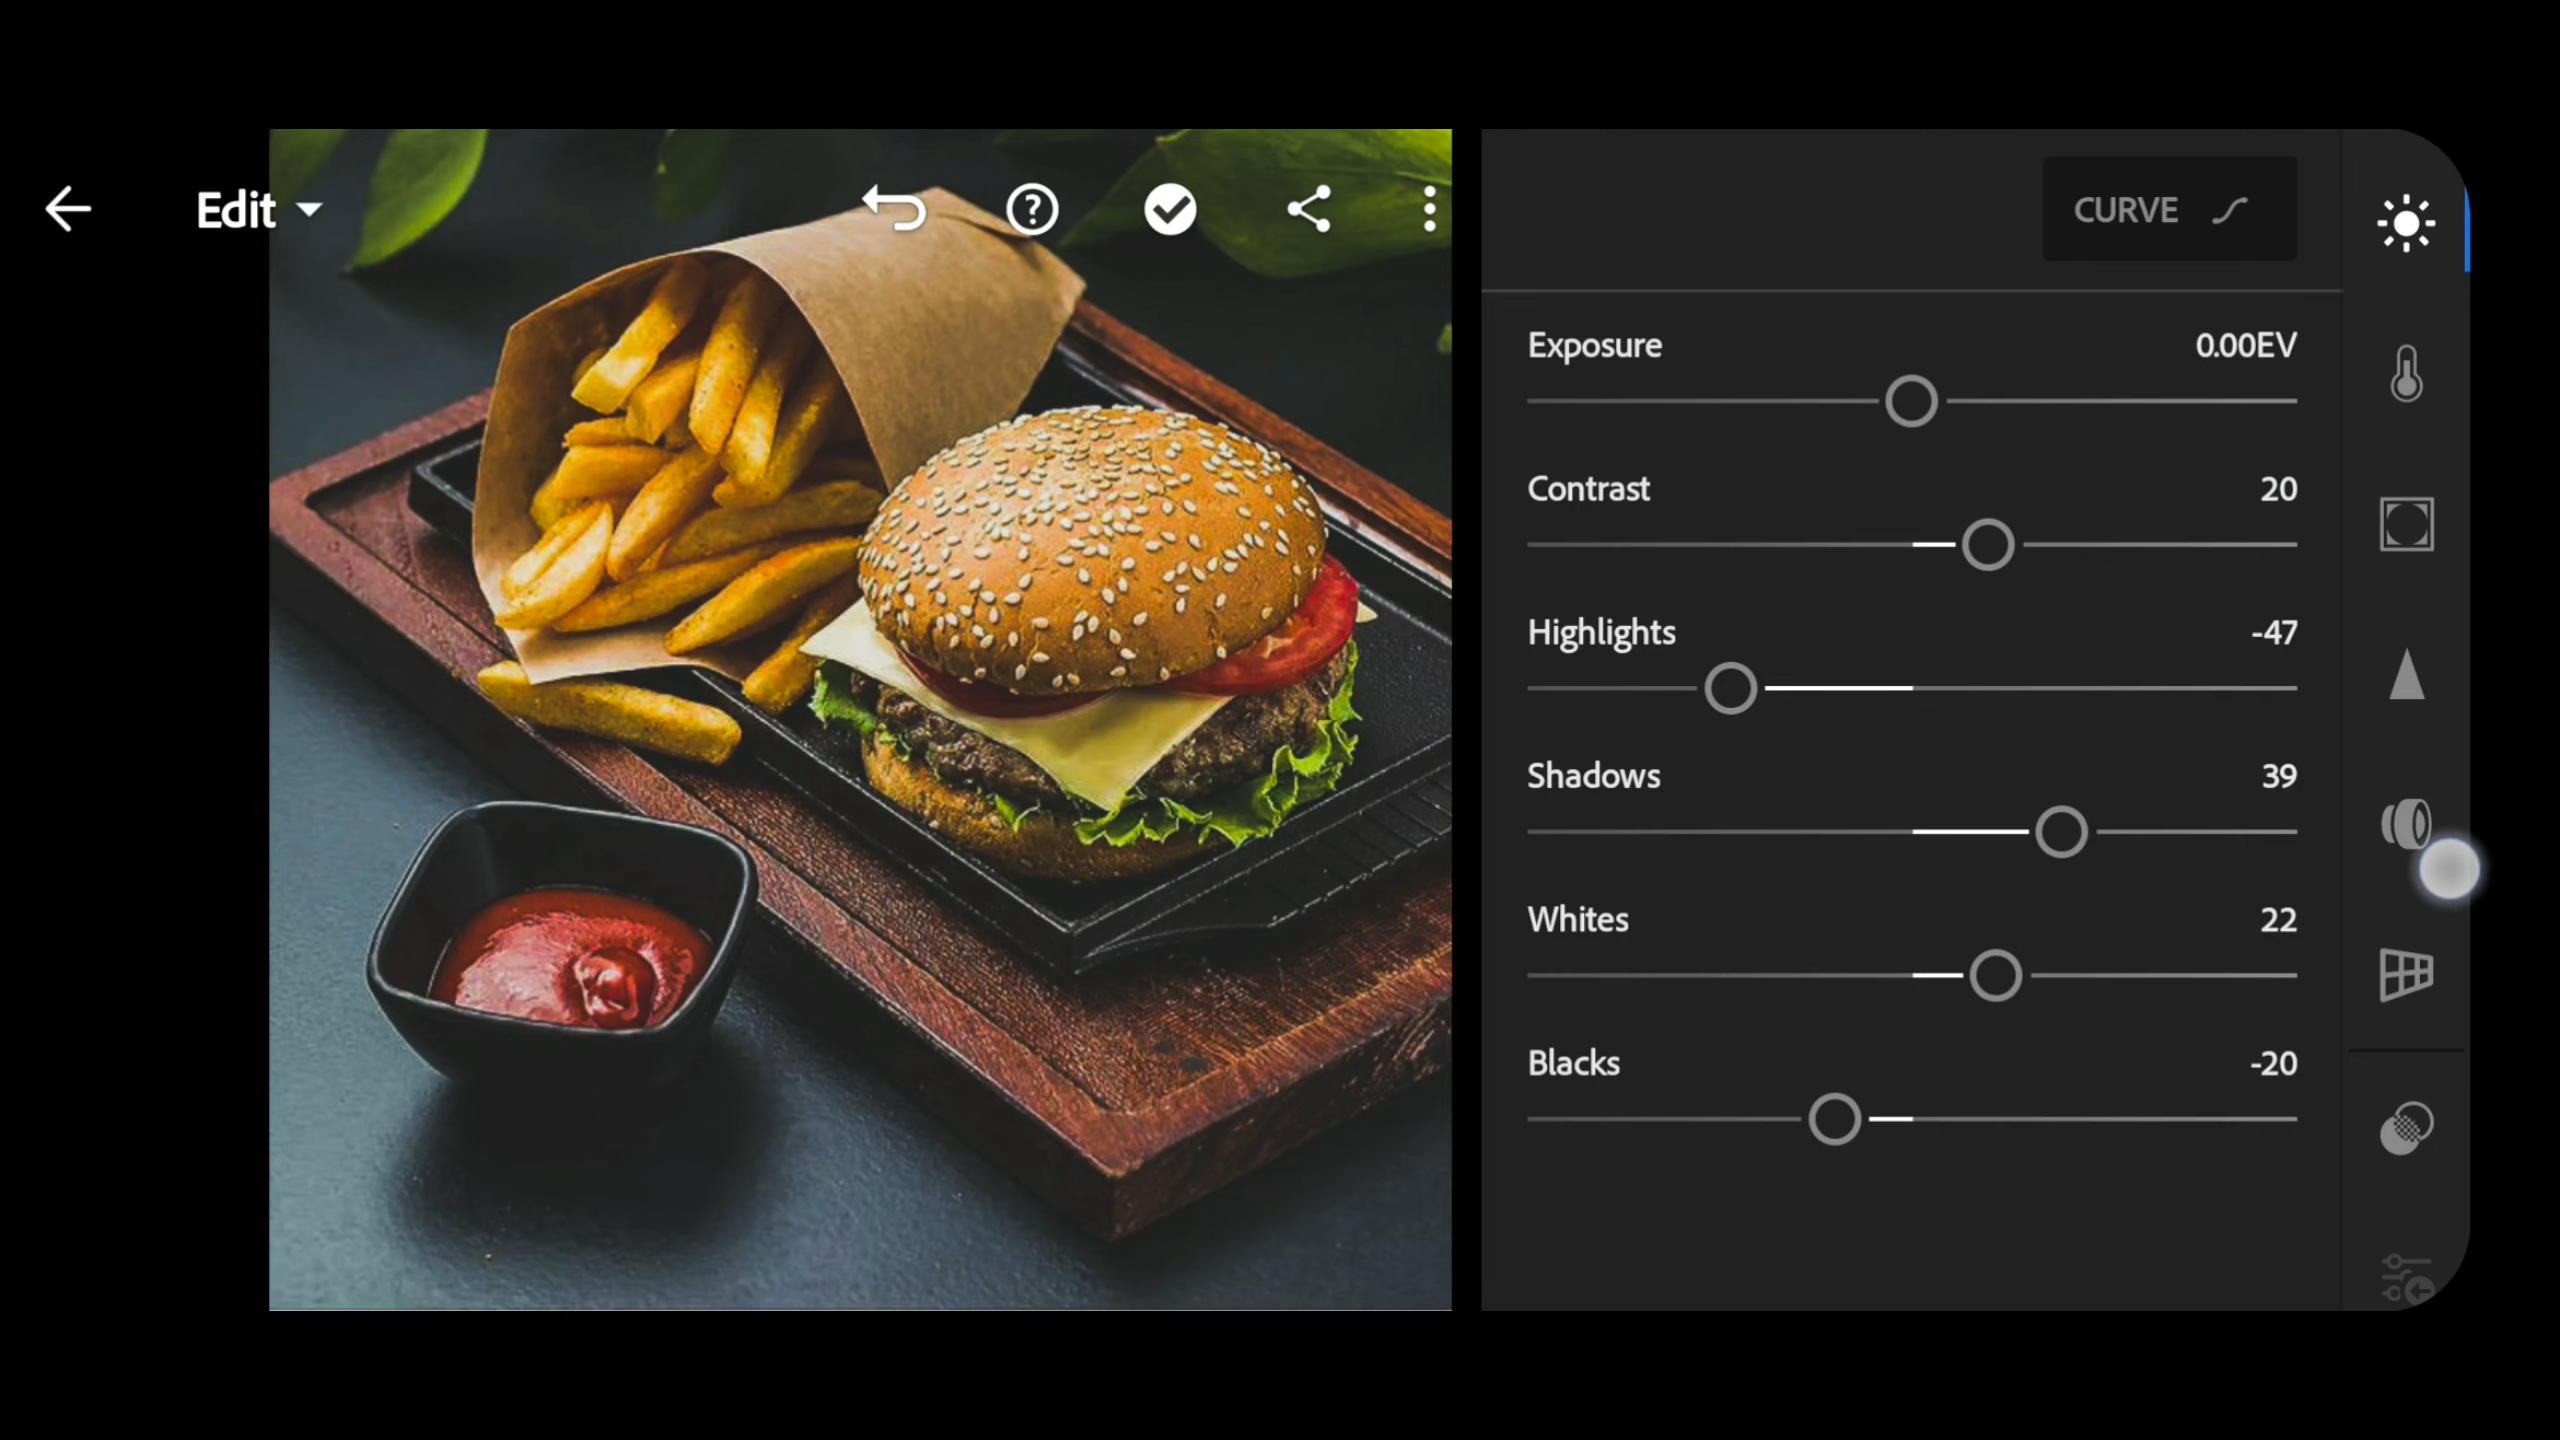 Edit
CURVE
Exposure 0.00EV
Contrast 20
Highlights -47
Shadows 39
Whites 22
Blacks -20